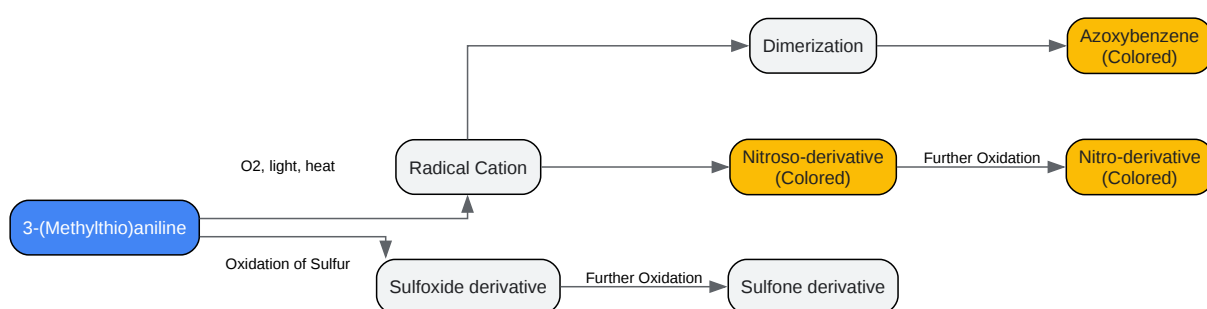 Dimerization
Azoxybenzene
(Colored)
O2, light, heat
Radical Cation
Nitroso-derivative
(Colored)
Further Oxidation
Nitro-derivative
(Colored)
3-(Methylthio)aniline
Oxidation of Sulfur
Sulfoxide derivative
Further Oxidation
Sulfone derivative